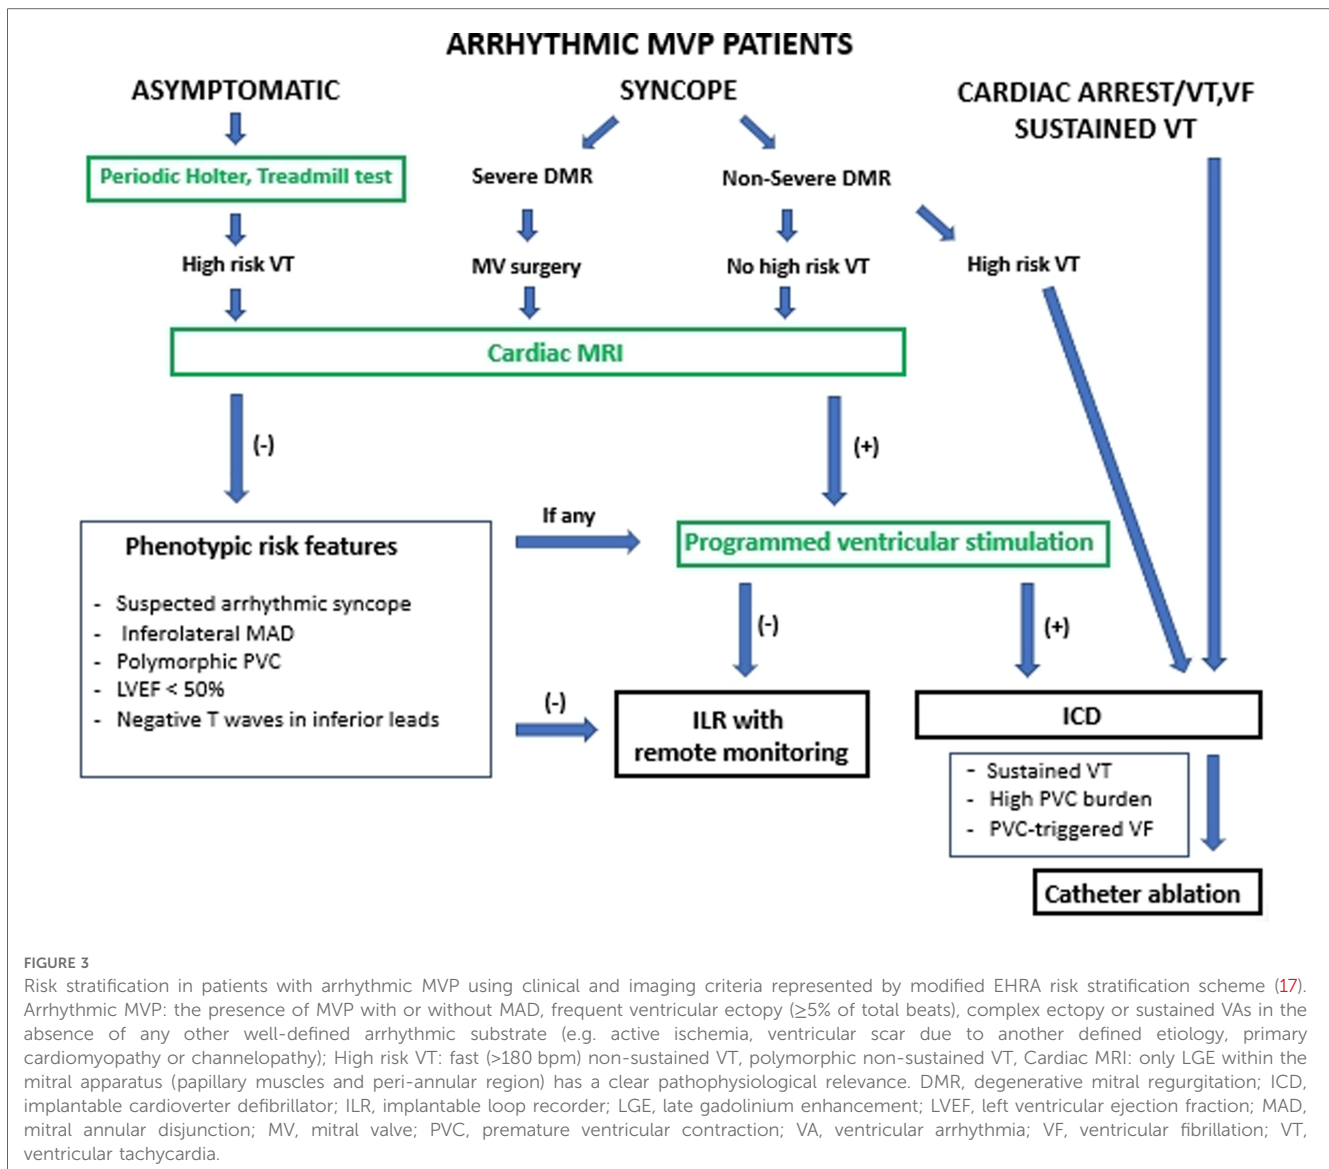 ARRHYTHMIC MVP PATIENTS
ASYMPTOMATIC
SYNCOPE
CARDIAC ARREST/VT,VF
SUSTAINED VT
Periodic Holter, Treadmill test
Severe DMR
Non-Severe DMR
High risk VT
MV surgery
No high risk VT
High risk VT
Cardiac MRI
(-)
(+)
Phenotypic risk features
- Suspected arrhythmic syncope
- Inferolateral MAD
- Polymorphic PVC
- LVEF < 50%
- Negative T waves in inferior leads
If any
Programmed ventricular stimulation
(-)
(+)
(-)
ILR with
remote monitoring
ICD
- Sustained VT
- High PVC burden
- PVC-triggered VF
Catheter ablation
FIGURE 3
Risk stratification in patients with arrhythmic MVP using clinical and imaging criteria represented by modified EHRA risk stratification scheme (17).
Arrhythmic MVP: the presence of MVP with or without MAD, frequent ventricular ectopy (≥5% of total beats), complex ectopy or sustained VAs in the
absence of any other well-defined arrhythmic substrate (e.g. active ischemia, ventricular scar due to another defined etiology, primary
cardiomyopathy or channelopathy); High risk VT: fast (>180 bpm) non-sustained VT, polymorphic non-sustained VT, Cardiac MRI: only LGE within the
mitral apparatus (papillary muscles and peri-annular region) has a clear pathophysiological relevance. DMR, degenerative mitral regurgitation; ICD,
implantable cardioverter defibrillator; ILR, implantable loop recorder; LGE, late gadolinium enhancement; LVEF, left ventricular ejection fraction; MAD,
mitral annular disjunction; MV, mitral valve; PVC, premature ventricular contraction; VA, ventricular arrhythmia; VF, ventricular fibrillation; VT,
ventricular tachycardia.